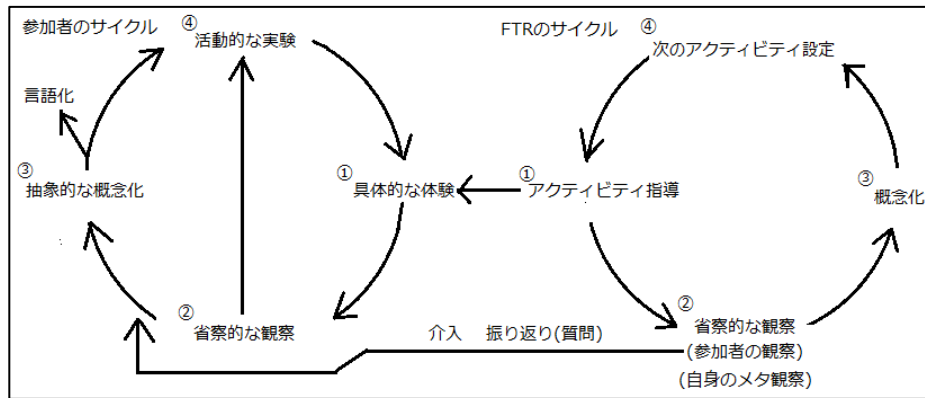 参加者のサイクル
④
活動的な実験
言語化
③
抽象的な概念化
①
具体的な体験
②
省察的な観察
FTRのサイクル
④
次のアクティビティ設定
①
アクティビティ指導
③
概念化
②
省察的な観察
(参加者の観察)
(自身のメタ観察)
介入 振り返り(質問)